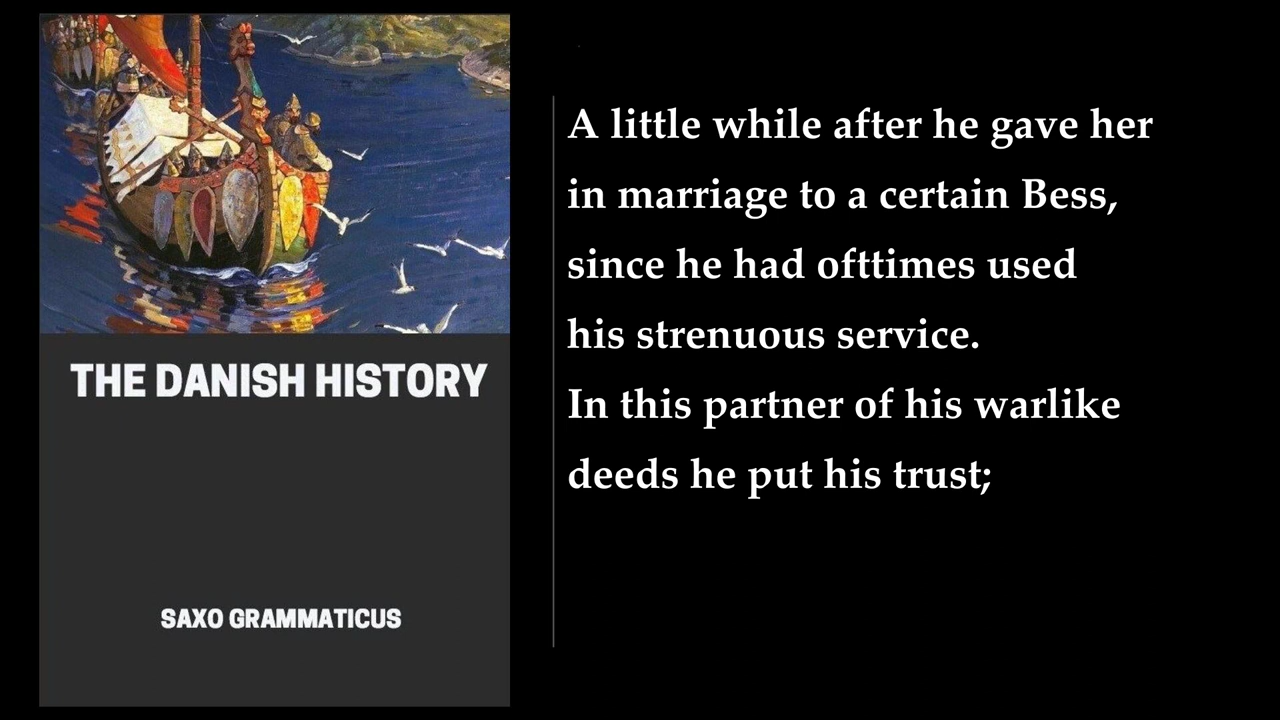 THE DANISH HISTORY
SAXO GRAMMATICUS
A little while after he gave her
in marriage to a certain Bess,
since he had ofttimes used
his strenuous service.
In this partner of his warlike
deeds he put his trust;